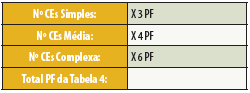 Nº CEs Simples: X 3 PF
Nº CEs Média: X 4 PF
Nº CEs Complexa: X 6 PF
Total PF da Tabela 4: